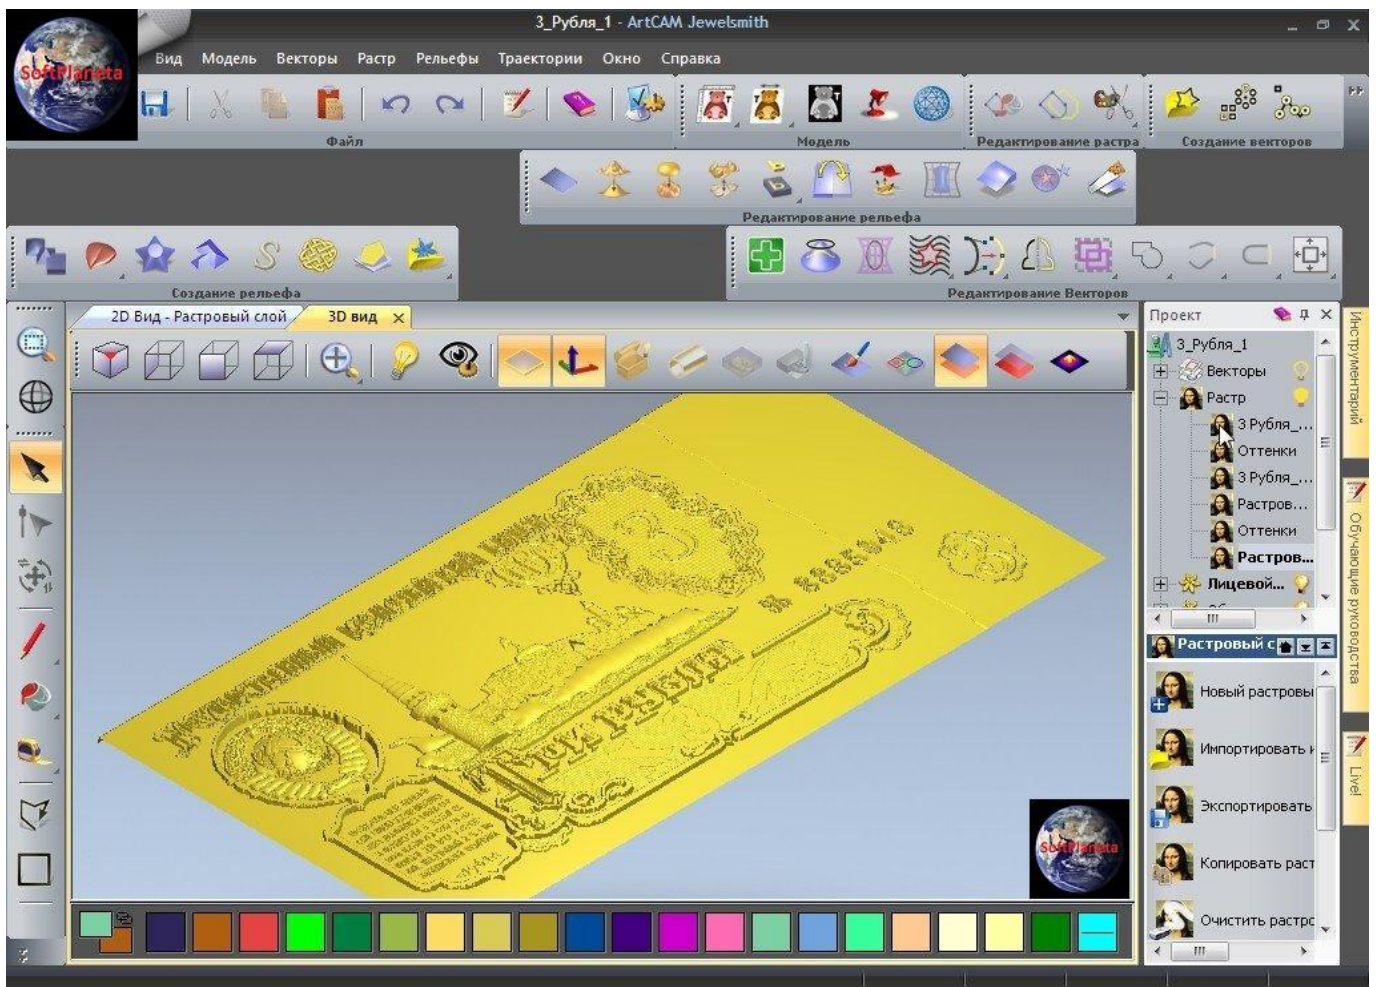 3_Рубля_1 - ArtCAM Jewelsmith
SoftPlaneta
Вид Модель Векторы Растр Рельефы Траектории Окно Справка
Файл Модель Редактирование растра Создание векторов
Редактирование рельефа
Создание рельефа Редактирование Векторов
2D Вид - Растровый слой 3D вид Проект
3_Рубля_1
Векторы
Растр
3 Рубля_...
Оттенки
3 Рубля_...
Растров...
Оттенки
Растров...
Лицевой...
Растровый с
Новый растровы
Импортировать
Экспортировать
Копировать раст
Очистить растро
Инструментарий
Обучающие руководства
Live!
3
ТРИ РУБЛЯ
3
SoftPlaneta